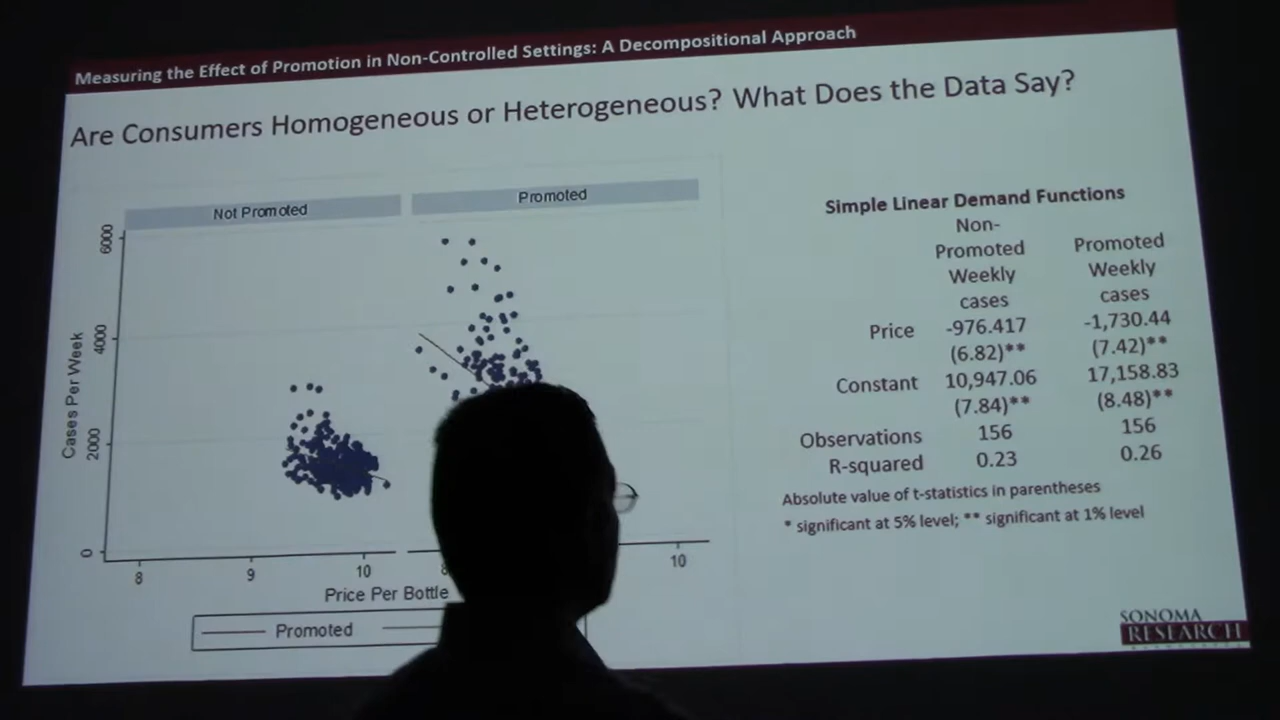 Measuring the Effect of Promotion in Non-Controlled Settings: A Decompositional Approach
Are Consumers Homogeneous or Heterogeneous? What Does the Data Say?
Not Promoted
Promoted
Cases Per Week
6000
4000
2000
0
8
9
10
8
10
Price Per Bottle
Promoted
Simple Linear Demand Functions
Non-
Promoted
Weekly
cases
Promoted
Weekly
cases
Price -976.417 -1,730.44
(6.82)** (7.42)**
Constant 10,947.06 17,158.83
(7.84)** (8.48)**
Observations 156 156
R-squared 0.23 0.26
Absolute value of t-statistics in parentheses
* significant at 5% level; ** significant at 1% level
SONOMA
RESEARCH